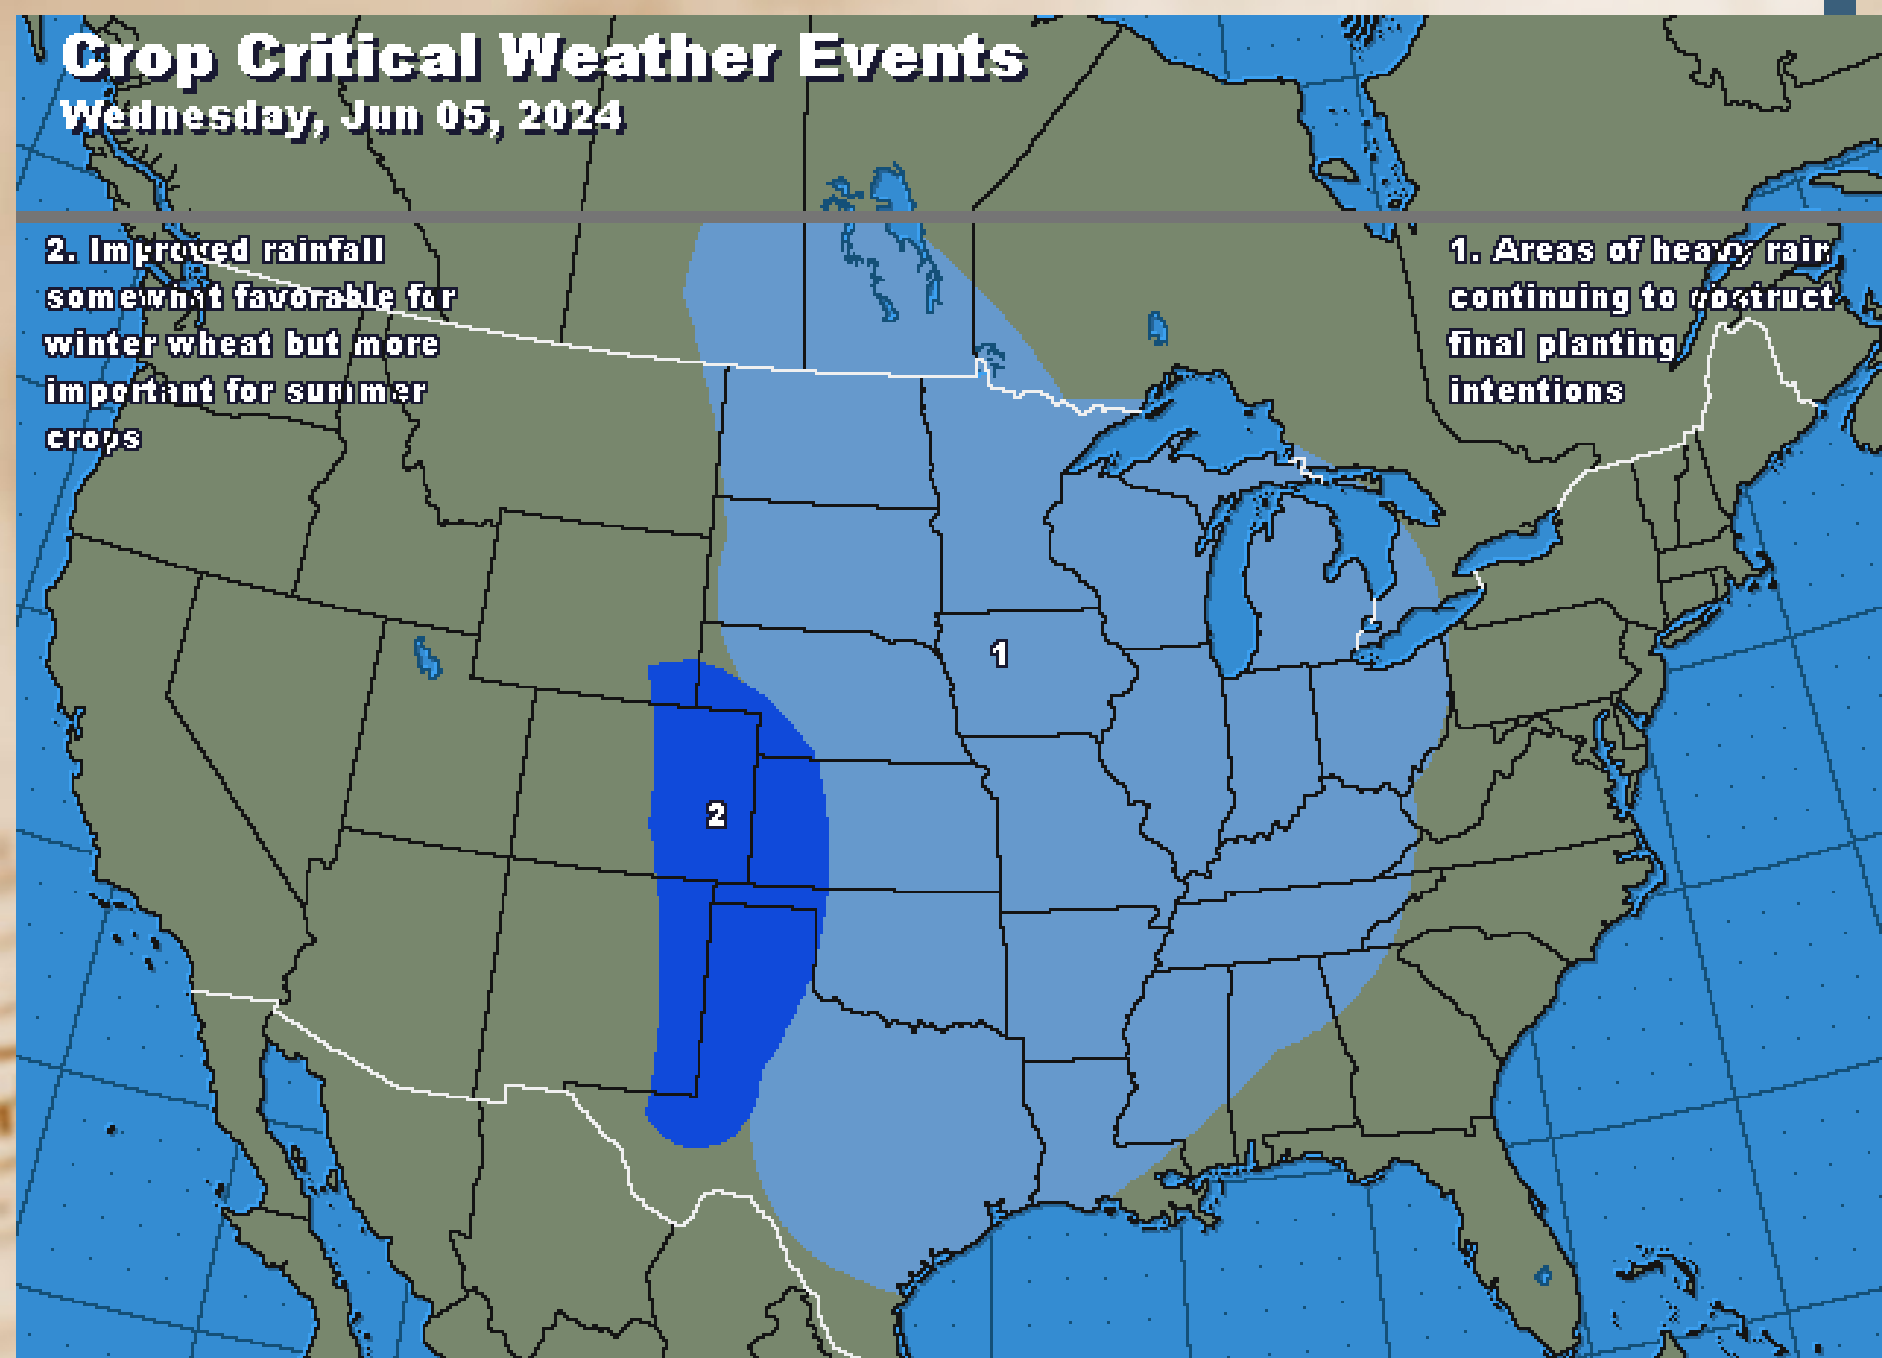 Crop Critical Weather Events
Wednesday, Jun 05, 2024
2. Improved rainfall
somewhat favorable for
winter wheat but more
important for summer
crops
1. Areas of heavy rain
continuing to obstruct
final planting
intentions
1
2